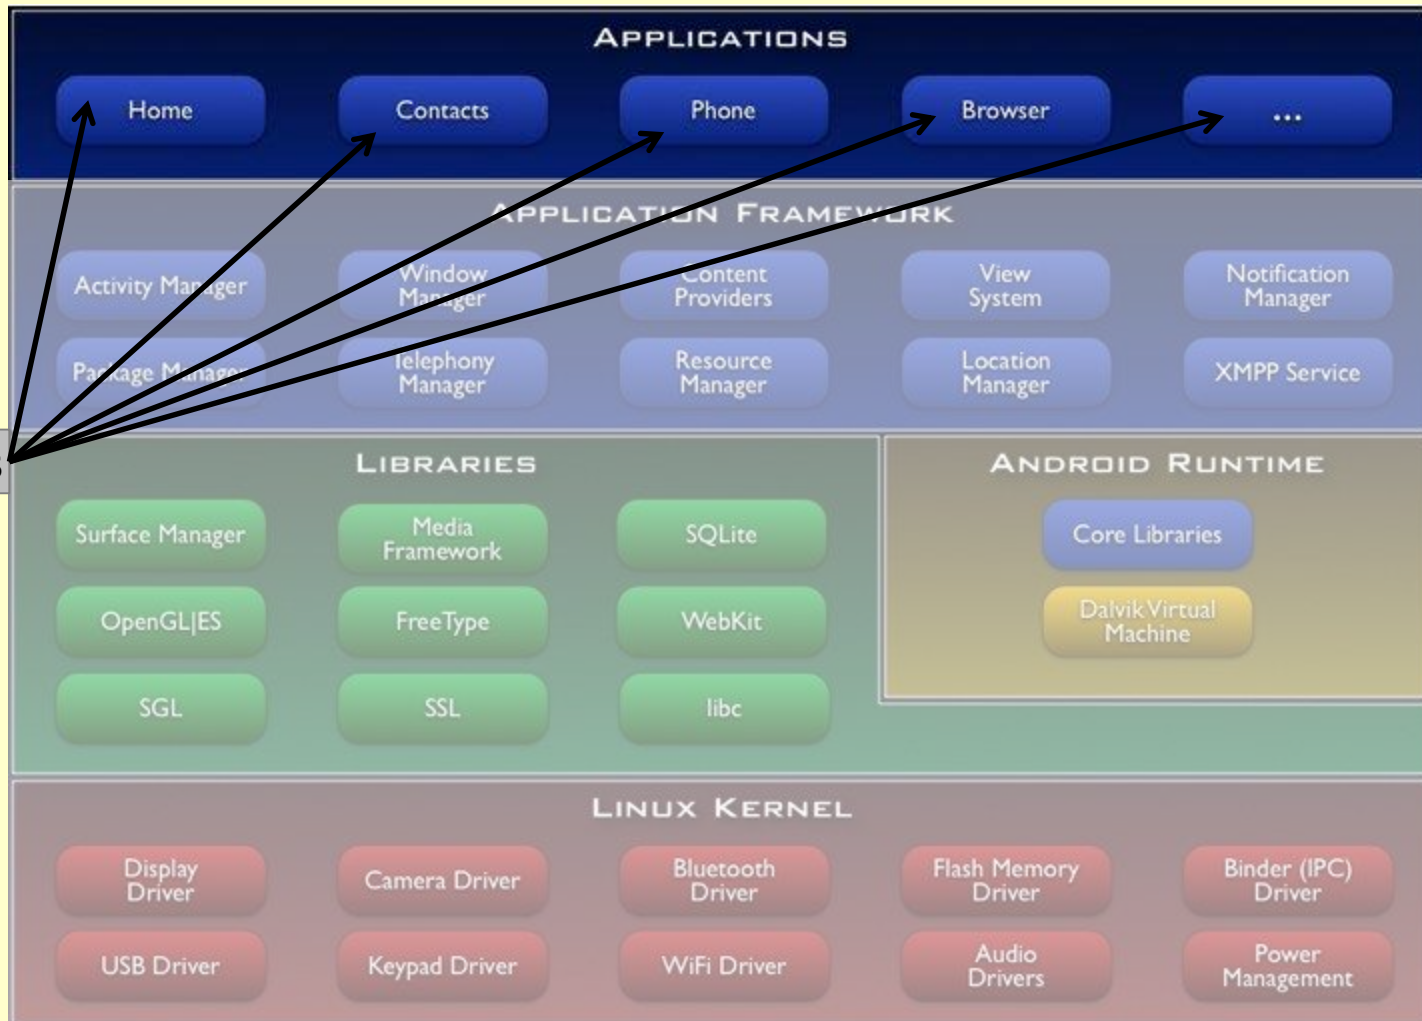 APPLICATIONS
Home
Contacts
Phone
Browser
...
APPLICATION FRAMEWORK
Activity Manager
Window
Manager
Content
Providers
View
System
Notification
Manager
Package Manager
Telephony
Manager
Resource
Manager
Location
Manager
XMPP Service
LIBRARIES
ANDROID RUNTIME
Surface Manager
Media
Framework
SQLite
Core Libraries
OpenGL|ES
FreeType
WebKit
Dalvik Virtual
Machine
SGL
SSL
libc
LINUX KERNEL
Display
Driver
Camera Driver
Bluetooth
Driver
Flash Memory
Driver
Binder (IPC)
Driver
USB Driver
Keypad Driver
WiFi Driver
Audio
Drivers
Power
Management